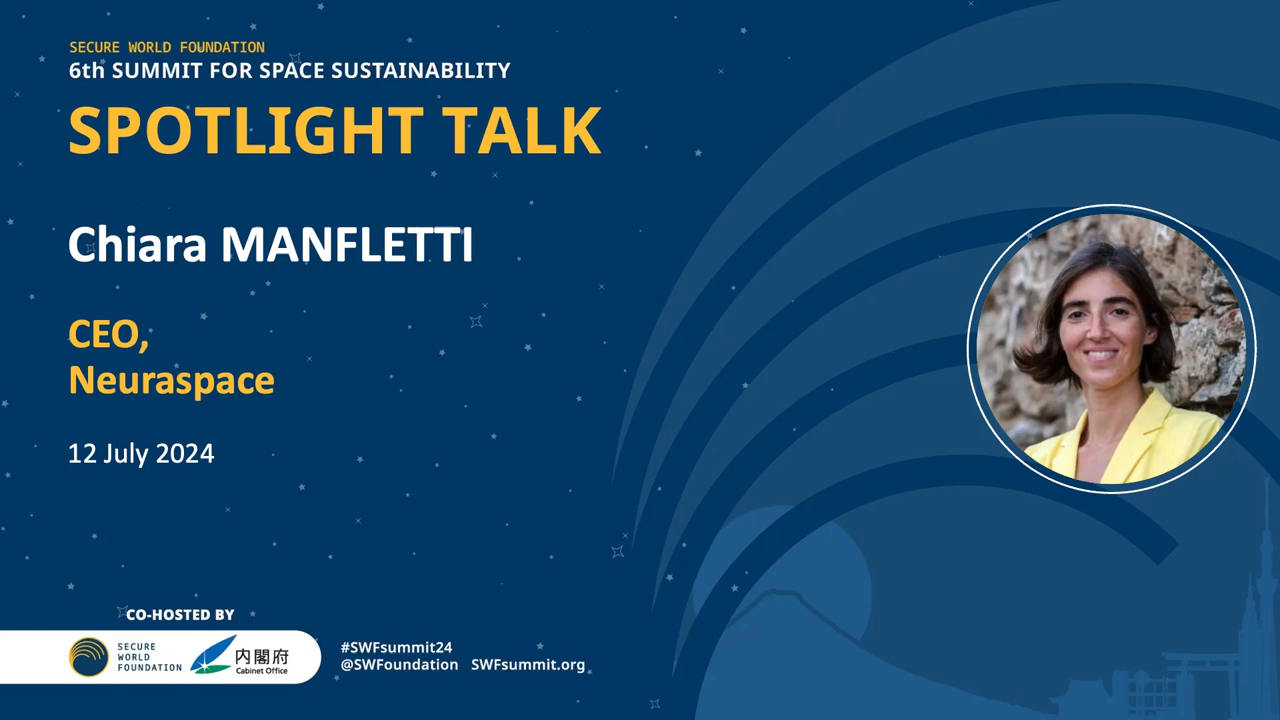 SECURE WORLD FOUNDATION
6th SUMMIT FOR SPACE SUSTAINABILITY
SPOTLIGHT TALK
Chiara MANFLETTI
CEO,
Neuraspace
12 July 2024
CO-HOSTED BY
SECURE
WORLD
FOUNDATION
内閣府
Cabinet Office
#SWFsummit24
@SWFoundation SWFsummit.org